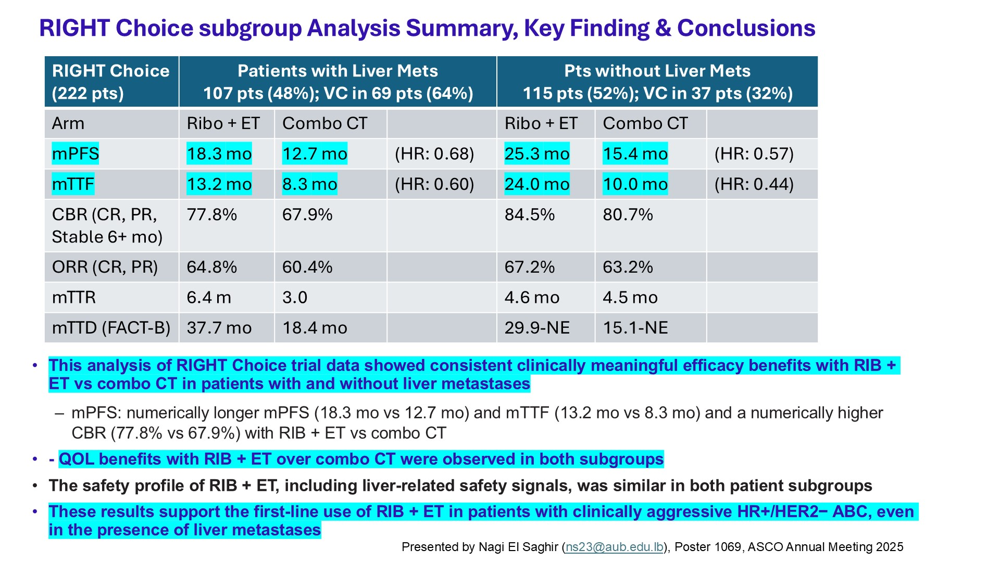 RIGHT Choice subgroup Analysis Summary, Key Finding & Conclusions
RIGHT Choice (222 pts) Patients with Liver Mets 107 pts (48%); VC in 69 pts (64%) Pts without Liver Mets 115 pts (52%); VC in 37 pts (32%)
Arm Ribo + ET Combo CT Ribo + ET Combo CT
mPFS 18.3 mo 12.7 mo (HR: 0.68) 25.3 mo 15.4 mo (HR: 0.57)
mTTF 13.2 mo 8.3 mo (HR: 0.60) 24.0 mo 10.0 mo (HR: 0.44)
CBR (CR, PR, Stable 6+ mo) 77.8% 67.9% 84.5% 80.7%
ORR (CR, PR) 64.8% 60.4% 67.2% 63.2%
mTTR 6.4 m 3.0 4.6 mo 4.5 mo
mTTD (FACT-B) 37.7 mo 18.4 mo 29.9-NE 15.1-NE
• This analysis of RIGHT Choice trial data showed consistent clinically meaningful efficacy benefits with RIB +
ET vs combo CT in patients with and without liver metastases
– mPFS: numerically longer mPFS (18.3 mo vs 12.7 mo) and mTTF (13.2 mo vs 8.3 mo) and a numerically higher
CBR (77.8% vs 67.9%) with RIB + ET vs combo CT
• - QOL benefits with RIB + ET over combo CT were observed in both subgroups
• The safety profile of RIB + ET, including liver-related safety signals, was similar in both patient subgroups
• These results support the first-line use of RIB + ET in patients with clinically aggressive HR+/HER2− ABC, even
in the presence of liver metastases
Presented by Nagi El Saghir (ns23@aub.edu.lb), Poster 1069, ASCO Annual Meeting 2025